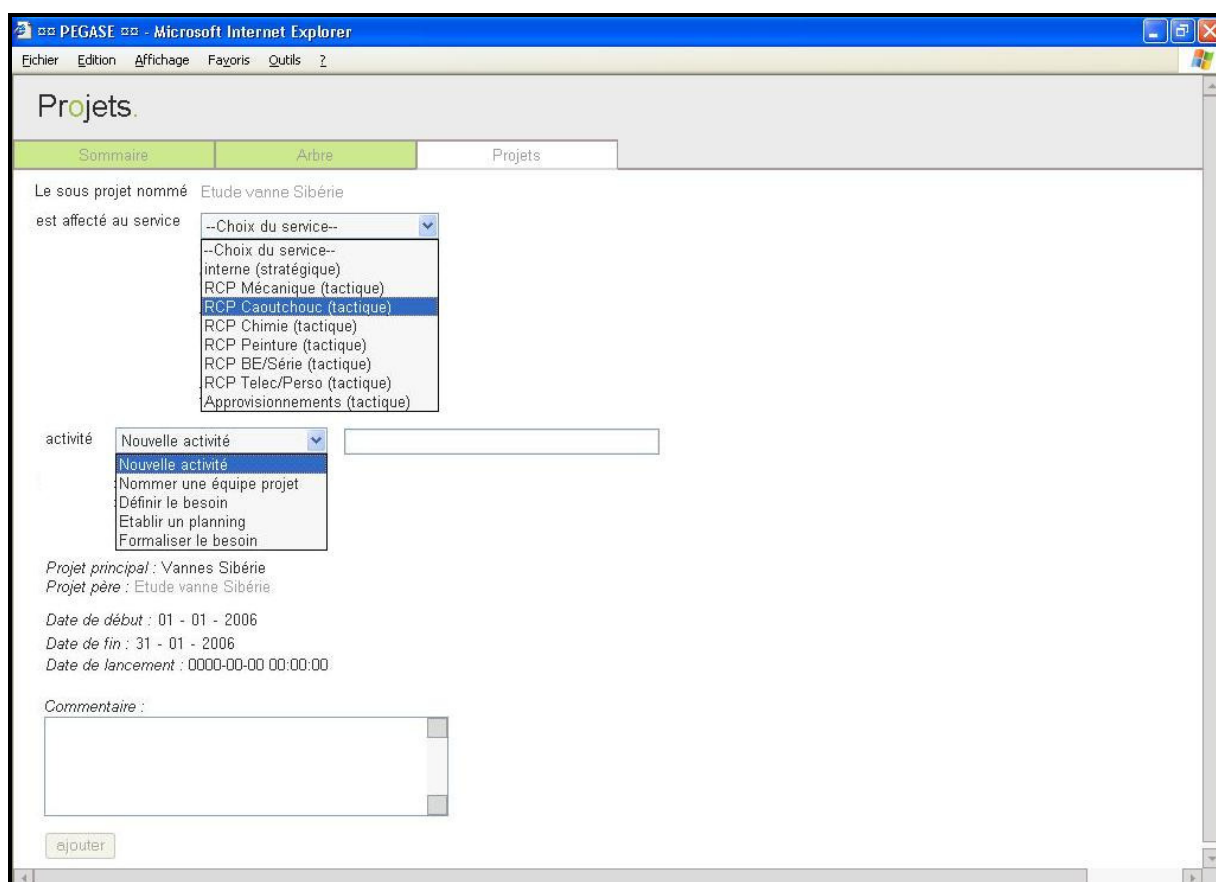 ¤¤ PEGASE ¤¤ - Microsoft Internet Explorer
Fichier Edition Affichage Favoris Outils ?
Projets.
Sommaire Arbre Projets
Le sous projet nommé Etude vanne Sibérie
est affecté au service --Choix du service--
--Choix du service--
interne (stratégique)
RCP Mécanique (tactique)
RCP Caoutchouc (tactique)
RCP Chimie (tactique)
RCP Peinture (tactique)
RCP BE/Série (tactique)
RCP Telec/Perso (tactique)
Approvisionnements (tactique)
activité Nouvelle activité
Nouvelle activité
Nommer une équipe projet
Définir le besoin
Etablir un planning
Formaliser le besoin
Projet principal : Vannes Sibérie
Projet père : Etude vanne Sibérie
Date de début : 01 - 01 - 2006
Date de fin : 31 - 01 - 2006
Date de lancement : 0000-00-00 00:00:00
Commentaire :
ajouter